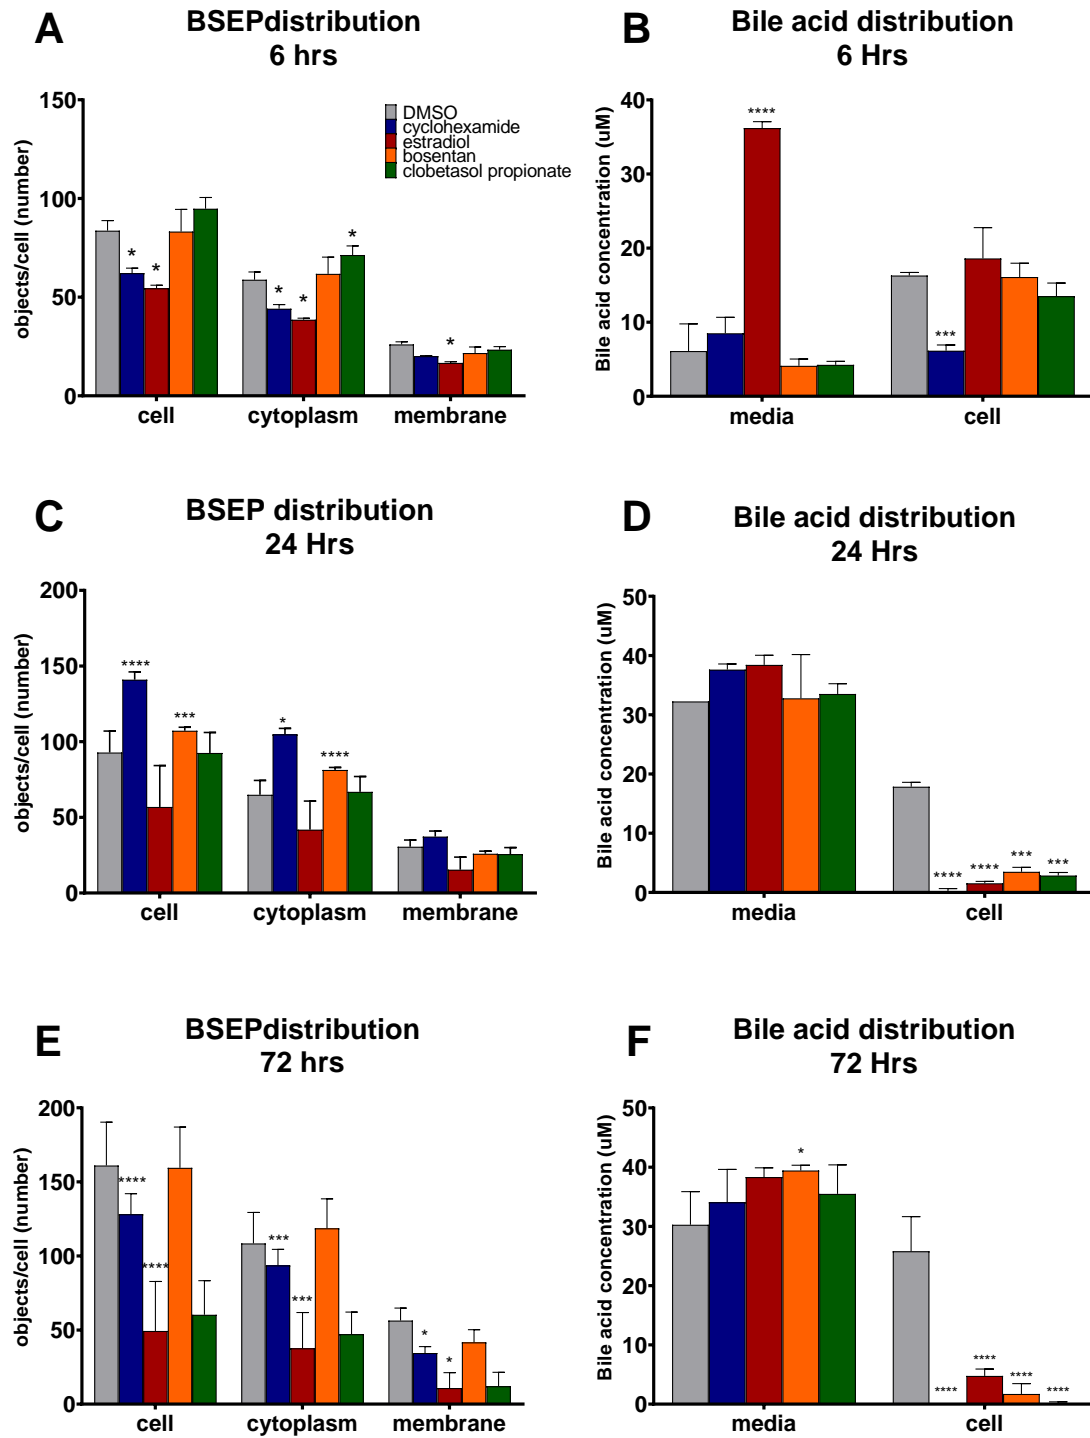 A
BSEPdistribution
6 hrs
objects/cell (number)
150
100
50
0
DMSO
cyclohexamide
estradiol
bosentan
clobetasol propionate
*
*
*
*
*
*
cell
cytoplasm
membrane
B
Bile acid distribution
6 Hrs
Bile acid concentration (uM)
40
30
20
10
0
****
***
media
cell
C
BSEP distribution
24 Hrs
objects/cell (number)
200
150
100
50
0
****
***
*
****
cell
cytoplasm
membrane
D
Bile acid distribution
24 Hrs
Bile acid concentration (uM)
50
40
30
20
10
0
****
****
***
***
media
cell
E
BSEPdistribution
72 hrs
objects/cell (number)
200
150
100
50
0
****
****
***
***
*
*
cell
cytoplasm
membrane
F
Bile acid distribution
72 Hrs
Bile acid concentration (uM)
50
40
30
20
10
0
*
****
****
****
****
media
cell